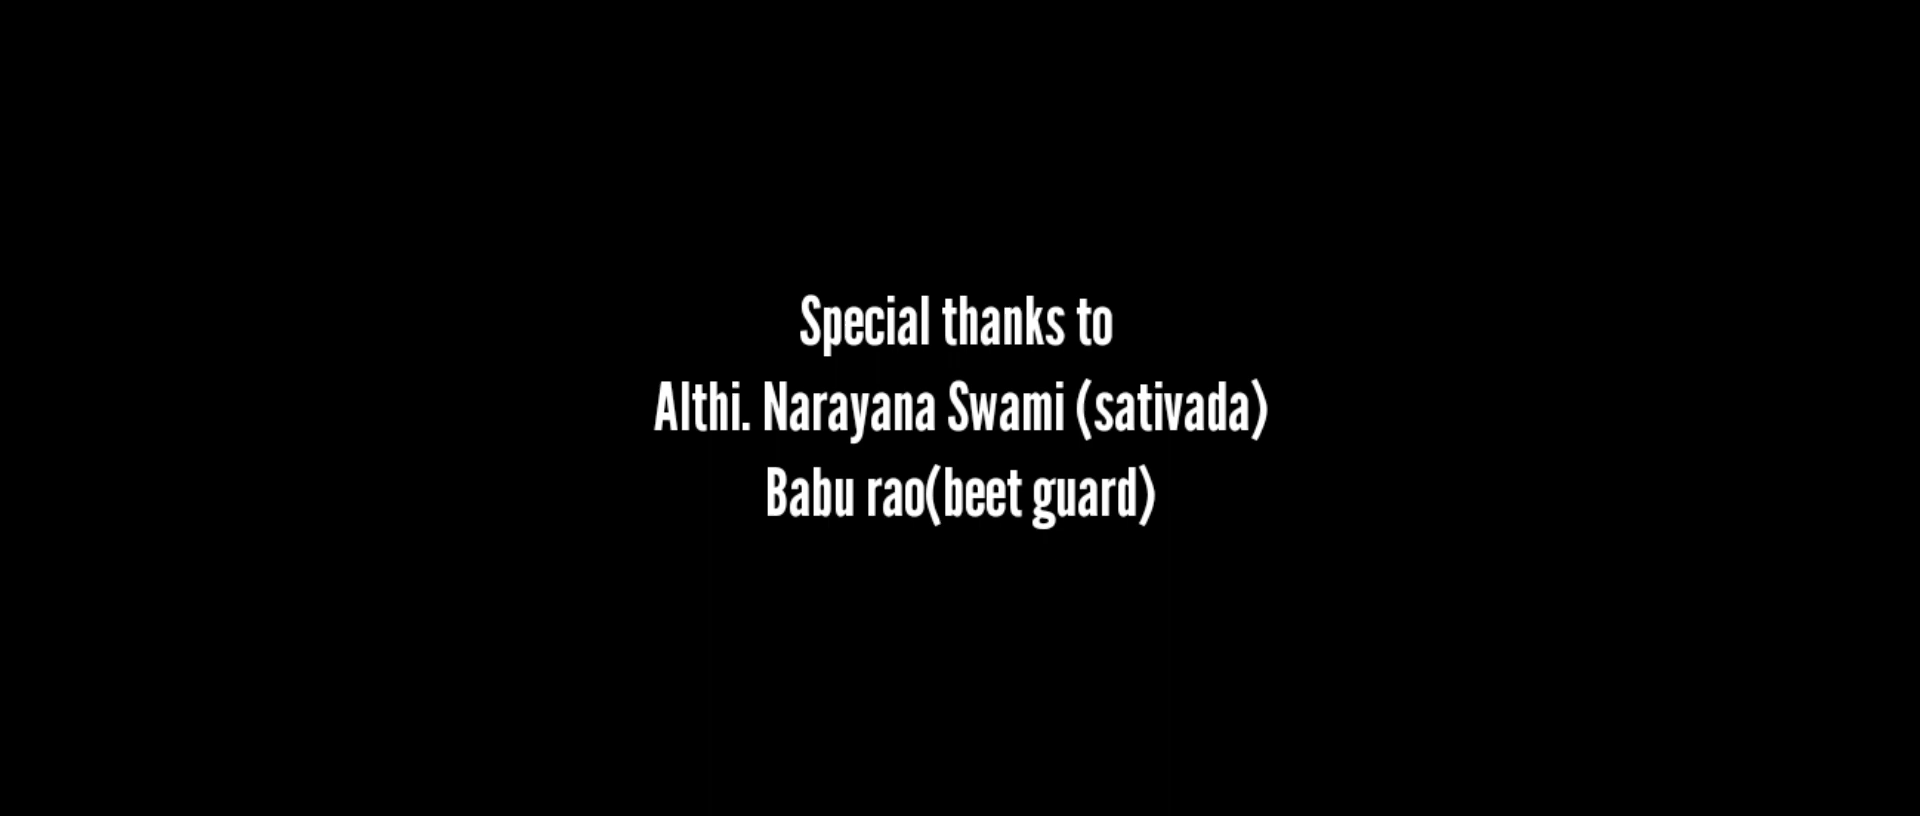 Special thanks to
Althi. Narayana Swami (sativada)
Babu rao(beet guard)